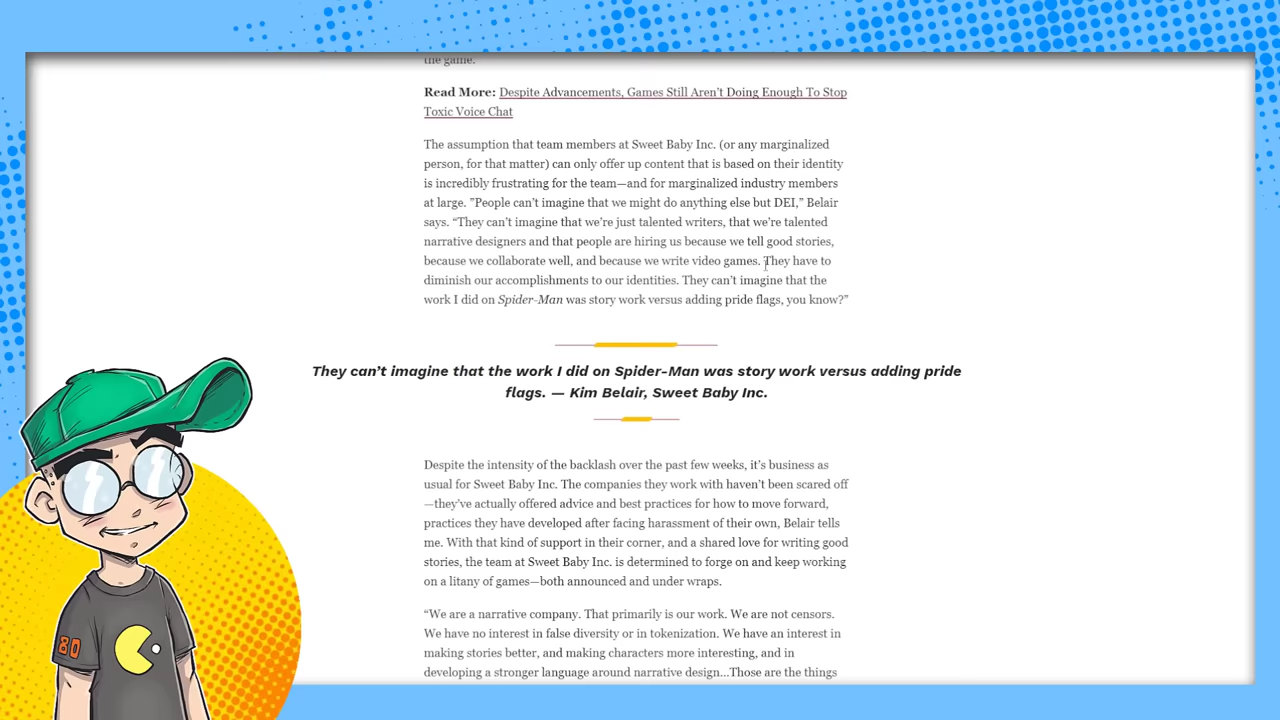 the game.
Read More: Despite Advancements, Games Still Aren't Doing Enough To Stop
Toxic Voice Chat
The assumption that team members at Sweet Baby Inc. (or any marginalized
person, for that matter) can only offer up content that is based on their identity
is incredibly frustrating for the team—and for marginalized industry members
at large. "People can't imagine that we might do anything else but DEI," Belair
says. "They can't imagine that we're just talented writers, that we're talented
narrative designers and that people are hiring us because we tell good stories,
because we collaborate well, and because we write video games. They have to
diminish our accomplishments to our identities. They can't imagine that the
work I did on Spider-Man was story work versus adding pride flags, you know?"
They can't imagine that the work I did on Spider-Man was story work versus adding pride
flags. — Kim Belair, Sweet Baby Inc.
Despite the intensity of the backlash over the past few weeks, it's business as
usual for Sweet Baby Inc. The companies they work with haven't been scared off
—they've actually offered advice and best practices for how to move forward,
practices they have developed after facing harassment of their own, Belair tells
me. With that kind of support in their corner, and a shared love for writing good
stories, the team at Sweet Baby Inc. is determined to forge on and keep working
on a litany of games—both announced and under wraps.
"We are a narrative company. That primarily is our work. We are not censors.
We have no interest in false diversity or in tokenization. We have an interest in
making stories better, and making characters more interesting, and in
developing a stronger language around narrative design...Those are the things
80